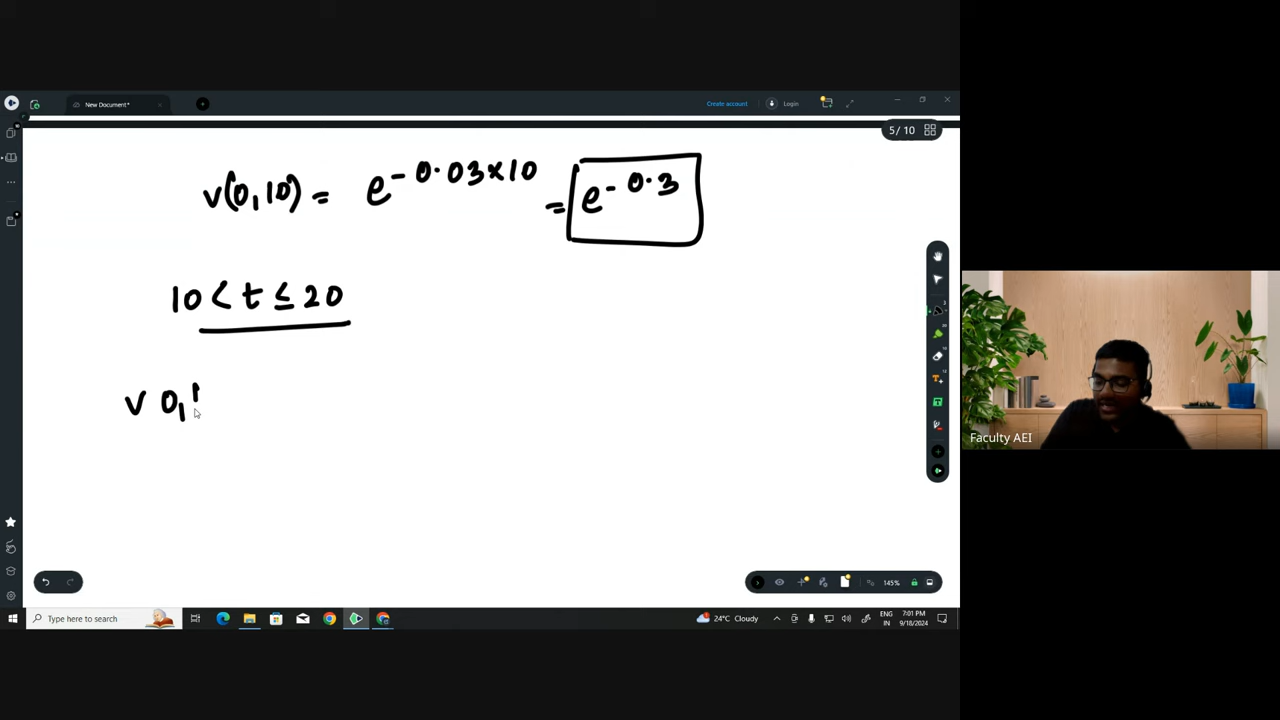 New Document*
Create account
Login
5/10
v(0,10) = e^-0.03×10 = e^-0.3
10 < t ≤ 20
v 0,1
Faculty AEI
145%
Type here to search
24°C Cloudy
ENG
IN
7:01 PM
9/18/2024